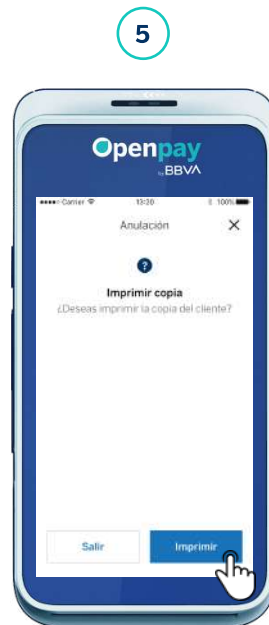 5
Openpay
by BBVA
Carrier 13:20 100%
Anulación
?
Imprimir copia
¿Deseas imprimir la copia del cliente?
Salir Imprimir